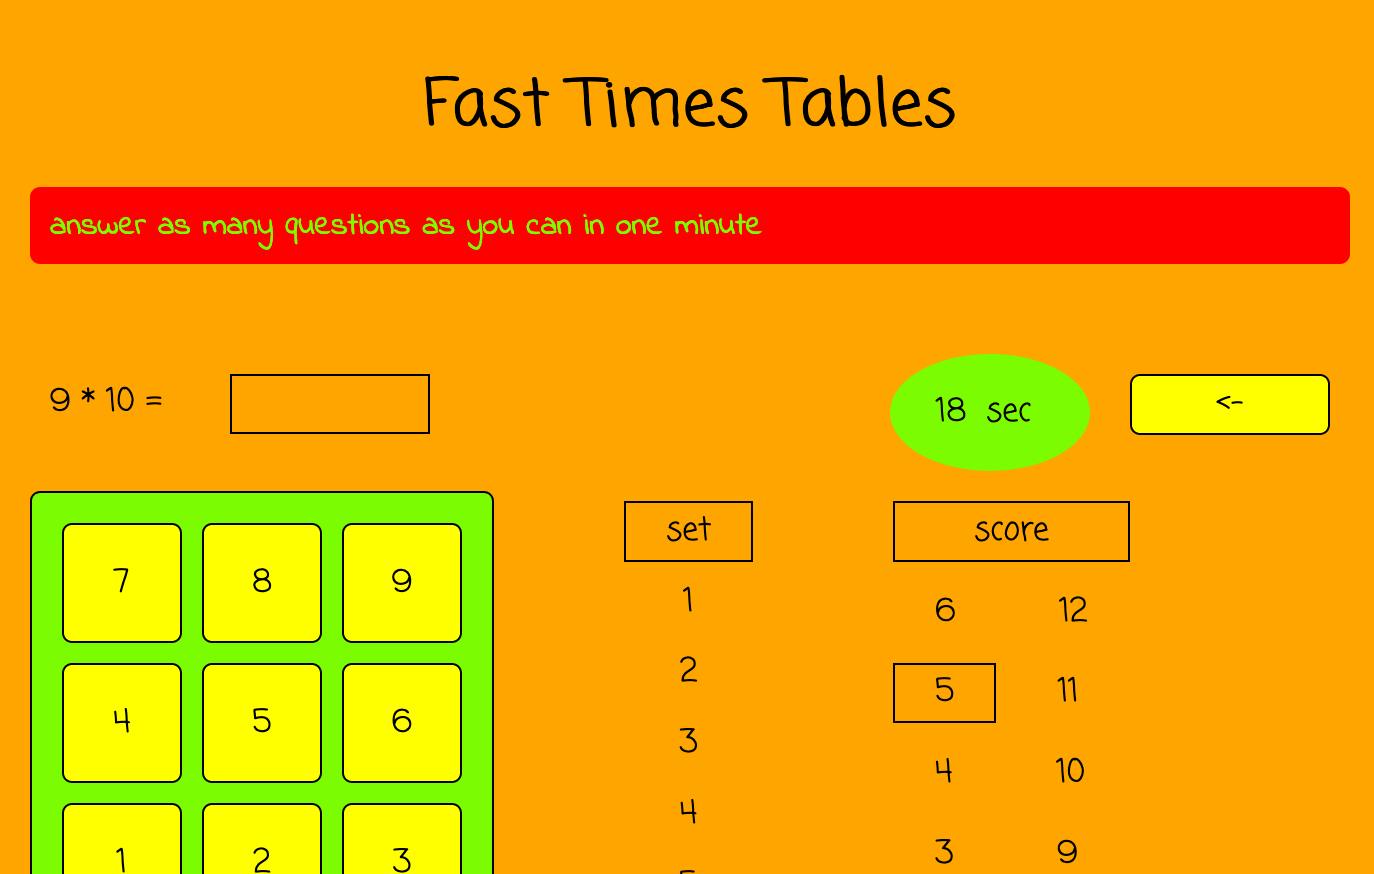 Fast Times Tables
answer as many questions as you can in one minute
9 * 10 =
18 sec
<-
7 8 9
4 5 6
1 2 3
set
1
2
3
4
score
6 12
5 11
4 10
3 9